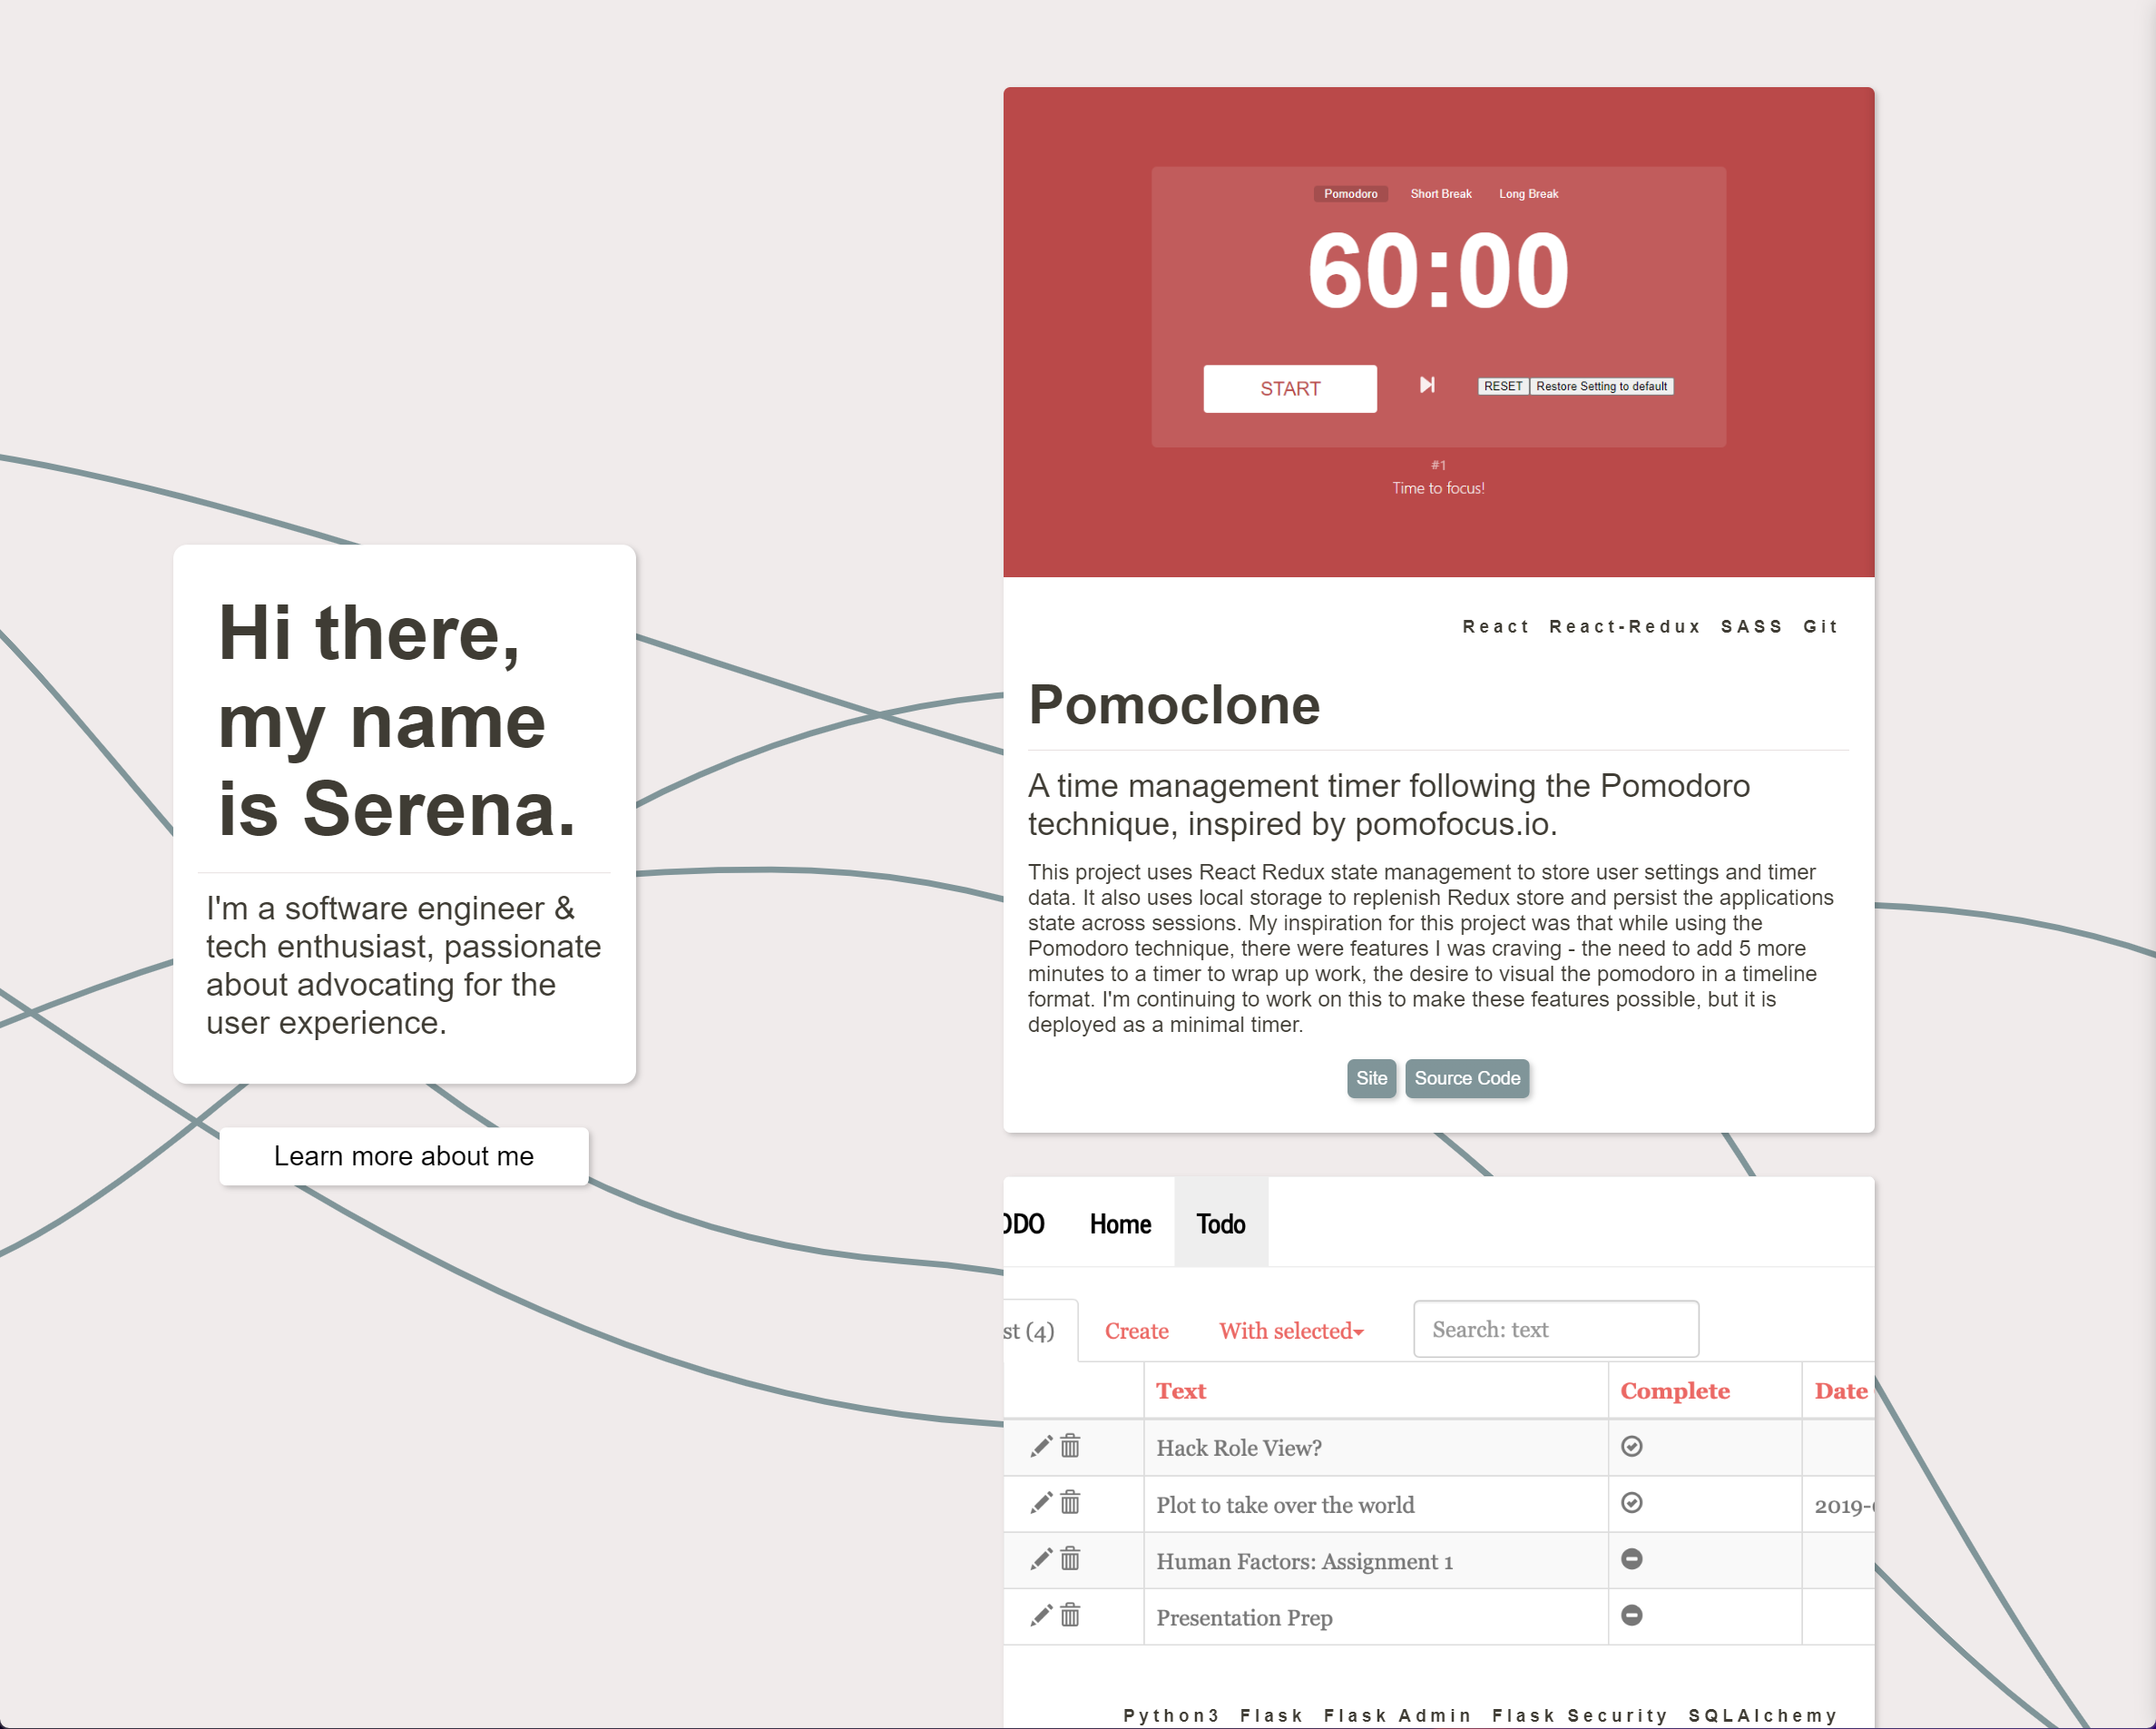 Hi there,
my name
is Serena.
I'm a software engineer &
tech enthusiast, passionate
about advocating for the
user experience.
Learn more about me
Pomodoro Short Break Long Break
60:00
START RESET Restore Setting to default
#1
Time to focus!
React React-Redux SASS Git
Pomoclone
A time management timer following the Pomodoro
technique, inspired by pomofocus.io.
This project uses React Redux state management to store user settings and timer
data. It also uses local storage to replenish Redux store and persist the applications
state across sessions. My inspiration for this project was that while using the
Pomodoro technique, there were features I was craving - the need to add 5 more
minutes to a timer to wrap up work, the desire to visual the pomodoro in a timeline
format. I'm continuing to work on this to make these features possible, but it is
deployed as a minimal timer.
Site Source Code
Home Todo
(4) Create With selected Search: text
Text Complete Date
Hack Role View?
Plot to take over the world
Human Factors: Assignment 1
Presentation Prep
Python3 Flask Flask Admin Flask Security SQLAlchemy